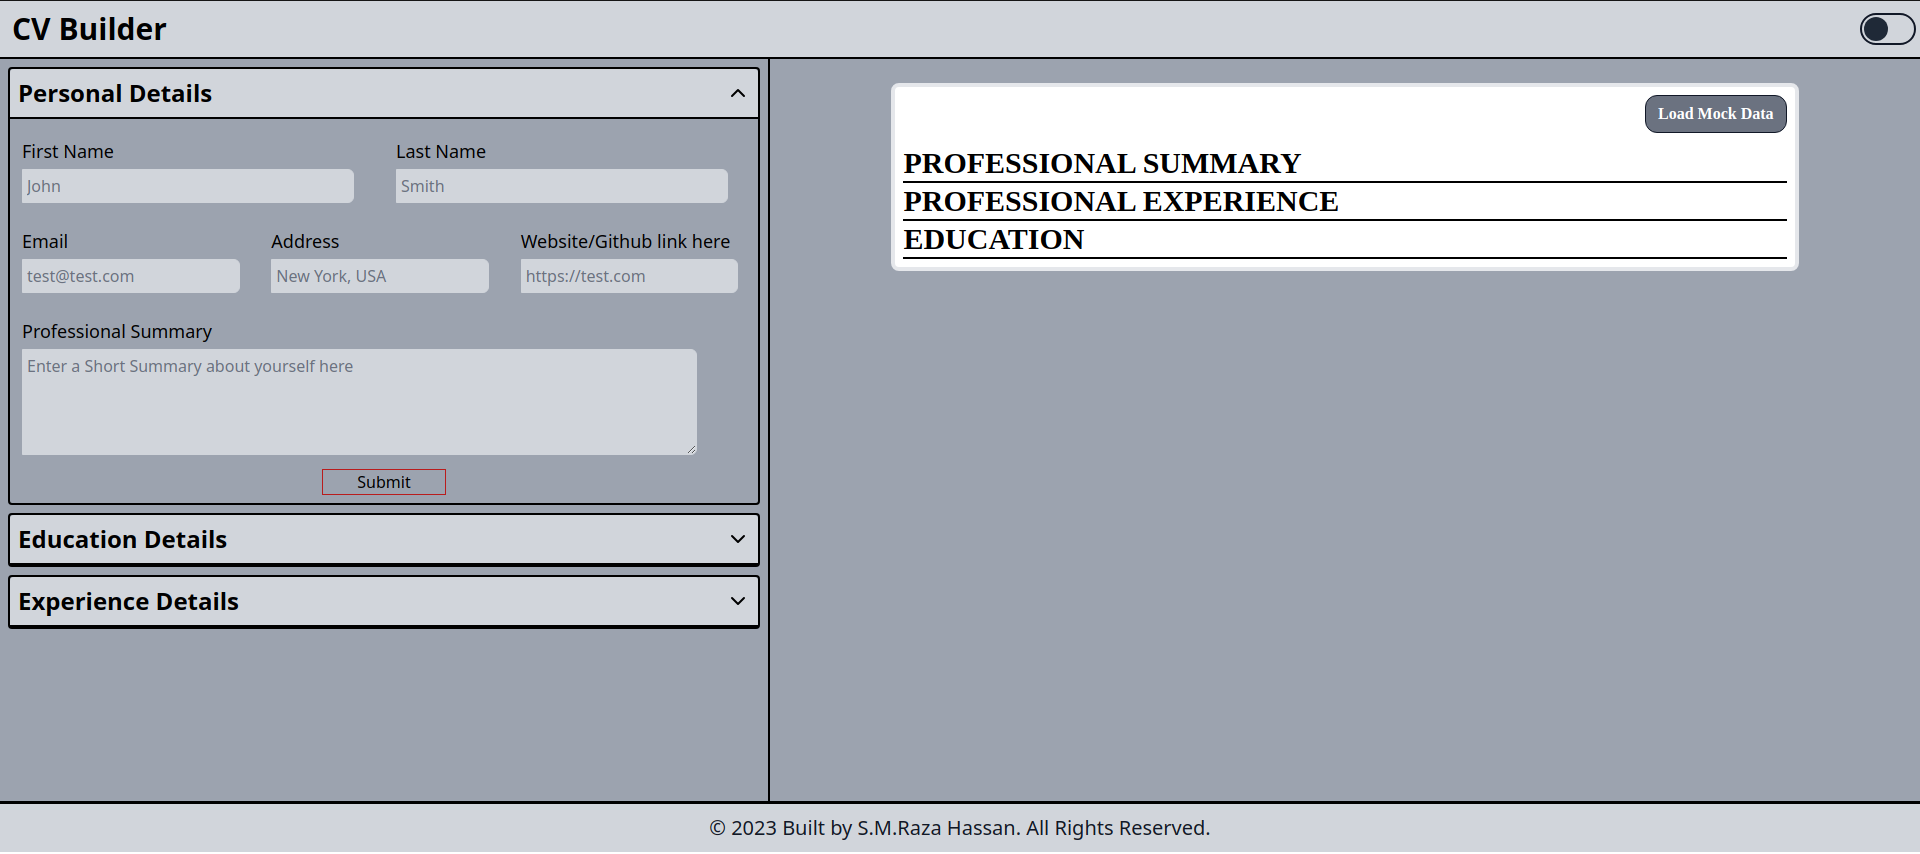 CV Builder
Personal Details
First Name
Last Name
John
Smith
Email
Address
Website/Github link here
test@test.com
New York, USA
https://test.com
Professional Summary
Enter a Short Summary about yourself here
Submit
Education Details
Experience Details
Load Mock Data
PROFESSIONAL SUMMARY
PROFESSIONAL EXPERIENCE
EDUCATION
© 2023 Built by S.M.Raza Hassan. All Rights Reserved.